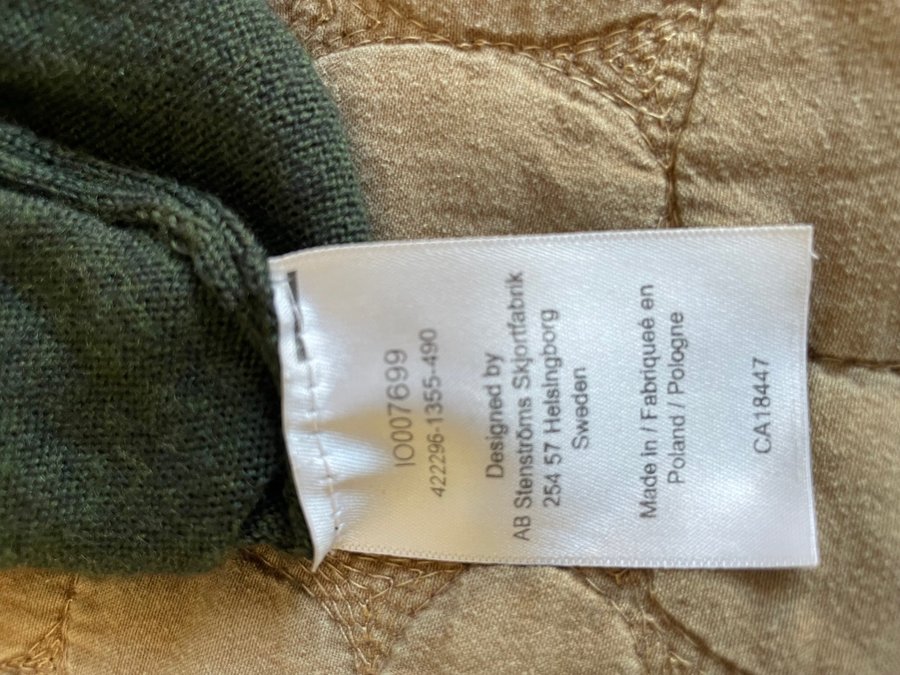 IO007699
422296-1355-490
Designed by
AB Stenströms Skjortfabrik
254 57 Helsingborg
Sweden
Made in / Fabriqueé en
Poland / Pologne
CA18447